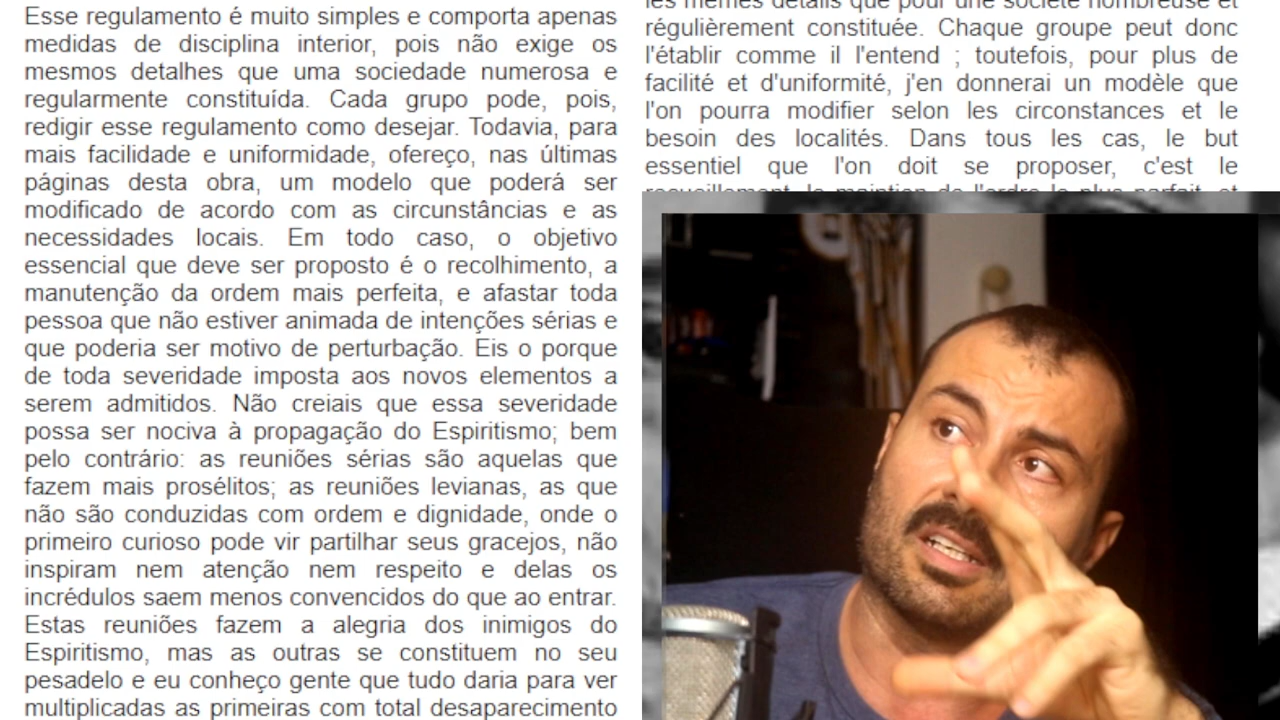 Esse regulamento é muito simples e comporta apenas
medidas de disciplina interior, pois não exige os
mesmos detalhes que uma sociedade numerosa e
regularmente constituída. Cada grupo pode, pois,
redigir esse regulamento como desejar. Todavia, para
mais facilidade e uniformidade, ofereço, nas últimas
páginas desta obra, um modelo que poderá ser
modificado de acordo com as circunstâncias e as
necessidades locais. Em todo caso, o objetivo
essencial que deve ser proposto é o recolhimento, a
manutenção da ordem mais perfeita, e afastar toda
pessoa que não estiver animada de intenções sérias e
que poderia ser motivo de perturbação. Eis o porque
de toda severidade imposta aos novos elementos a
serem admitidos. Não creiais que essa severidade
possa ser nociva à propagação do Espiritismo; bem
pelo contrário: as reuniões sérias são aquelas que
fazem mais prosélitos; as reuniões levianas, as que
não são conduzidas com ordem e dignidade, onde o
primeiro curioso pode vir partilhar seus gracejos, não
inspiram nem atenção nem respeito e delas os
incrédulos saem menos convencidos do que ao entrar.
Estas reuniões fazem a alegria dos inimigos do
Espiritismo, mas as outras se constituem no seu
pesadelo e eu conheço gente que tudo daria para ver
multiplicadas as primeiras com total desaparecimento
les mêmes détails que pour une société nombreuse et
régulièrement constituée. Chaque groupe peut donc
l'établir comme il l'entend ; toutefois, pour plus de
facilité et d'uniformité, j'en donnerai un modèle que
l'on pourra modifier selon les circonstances et le
besoin des localités. Dans tous les cas, le but
essentiel que l'on doit se proposer, c'est le
recueillement, le maintien de l'ordre le plus parfait, et